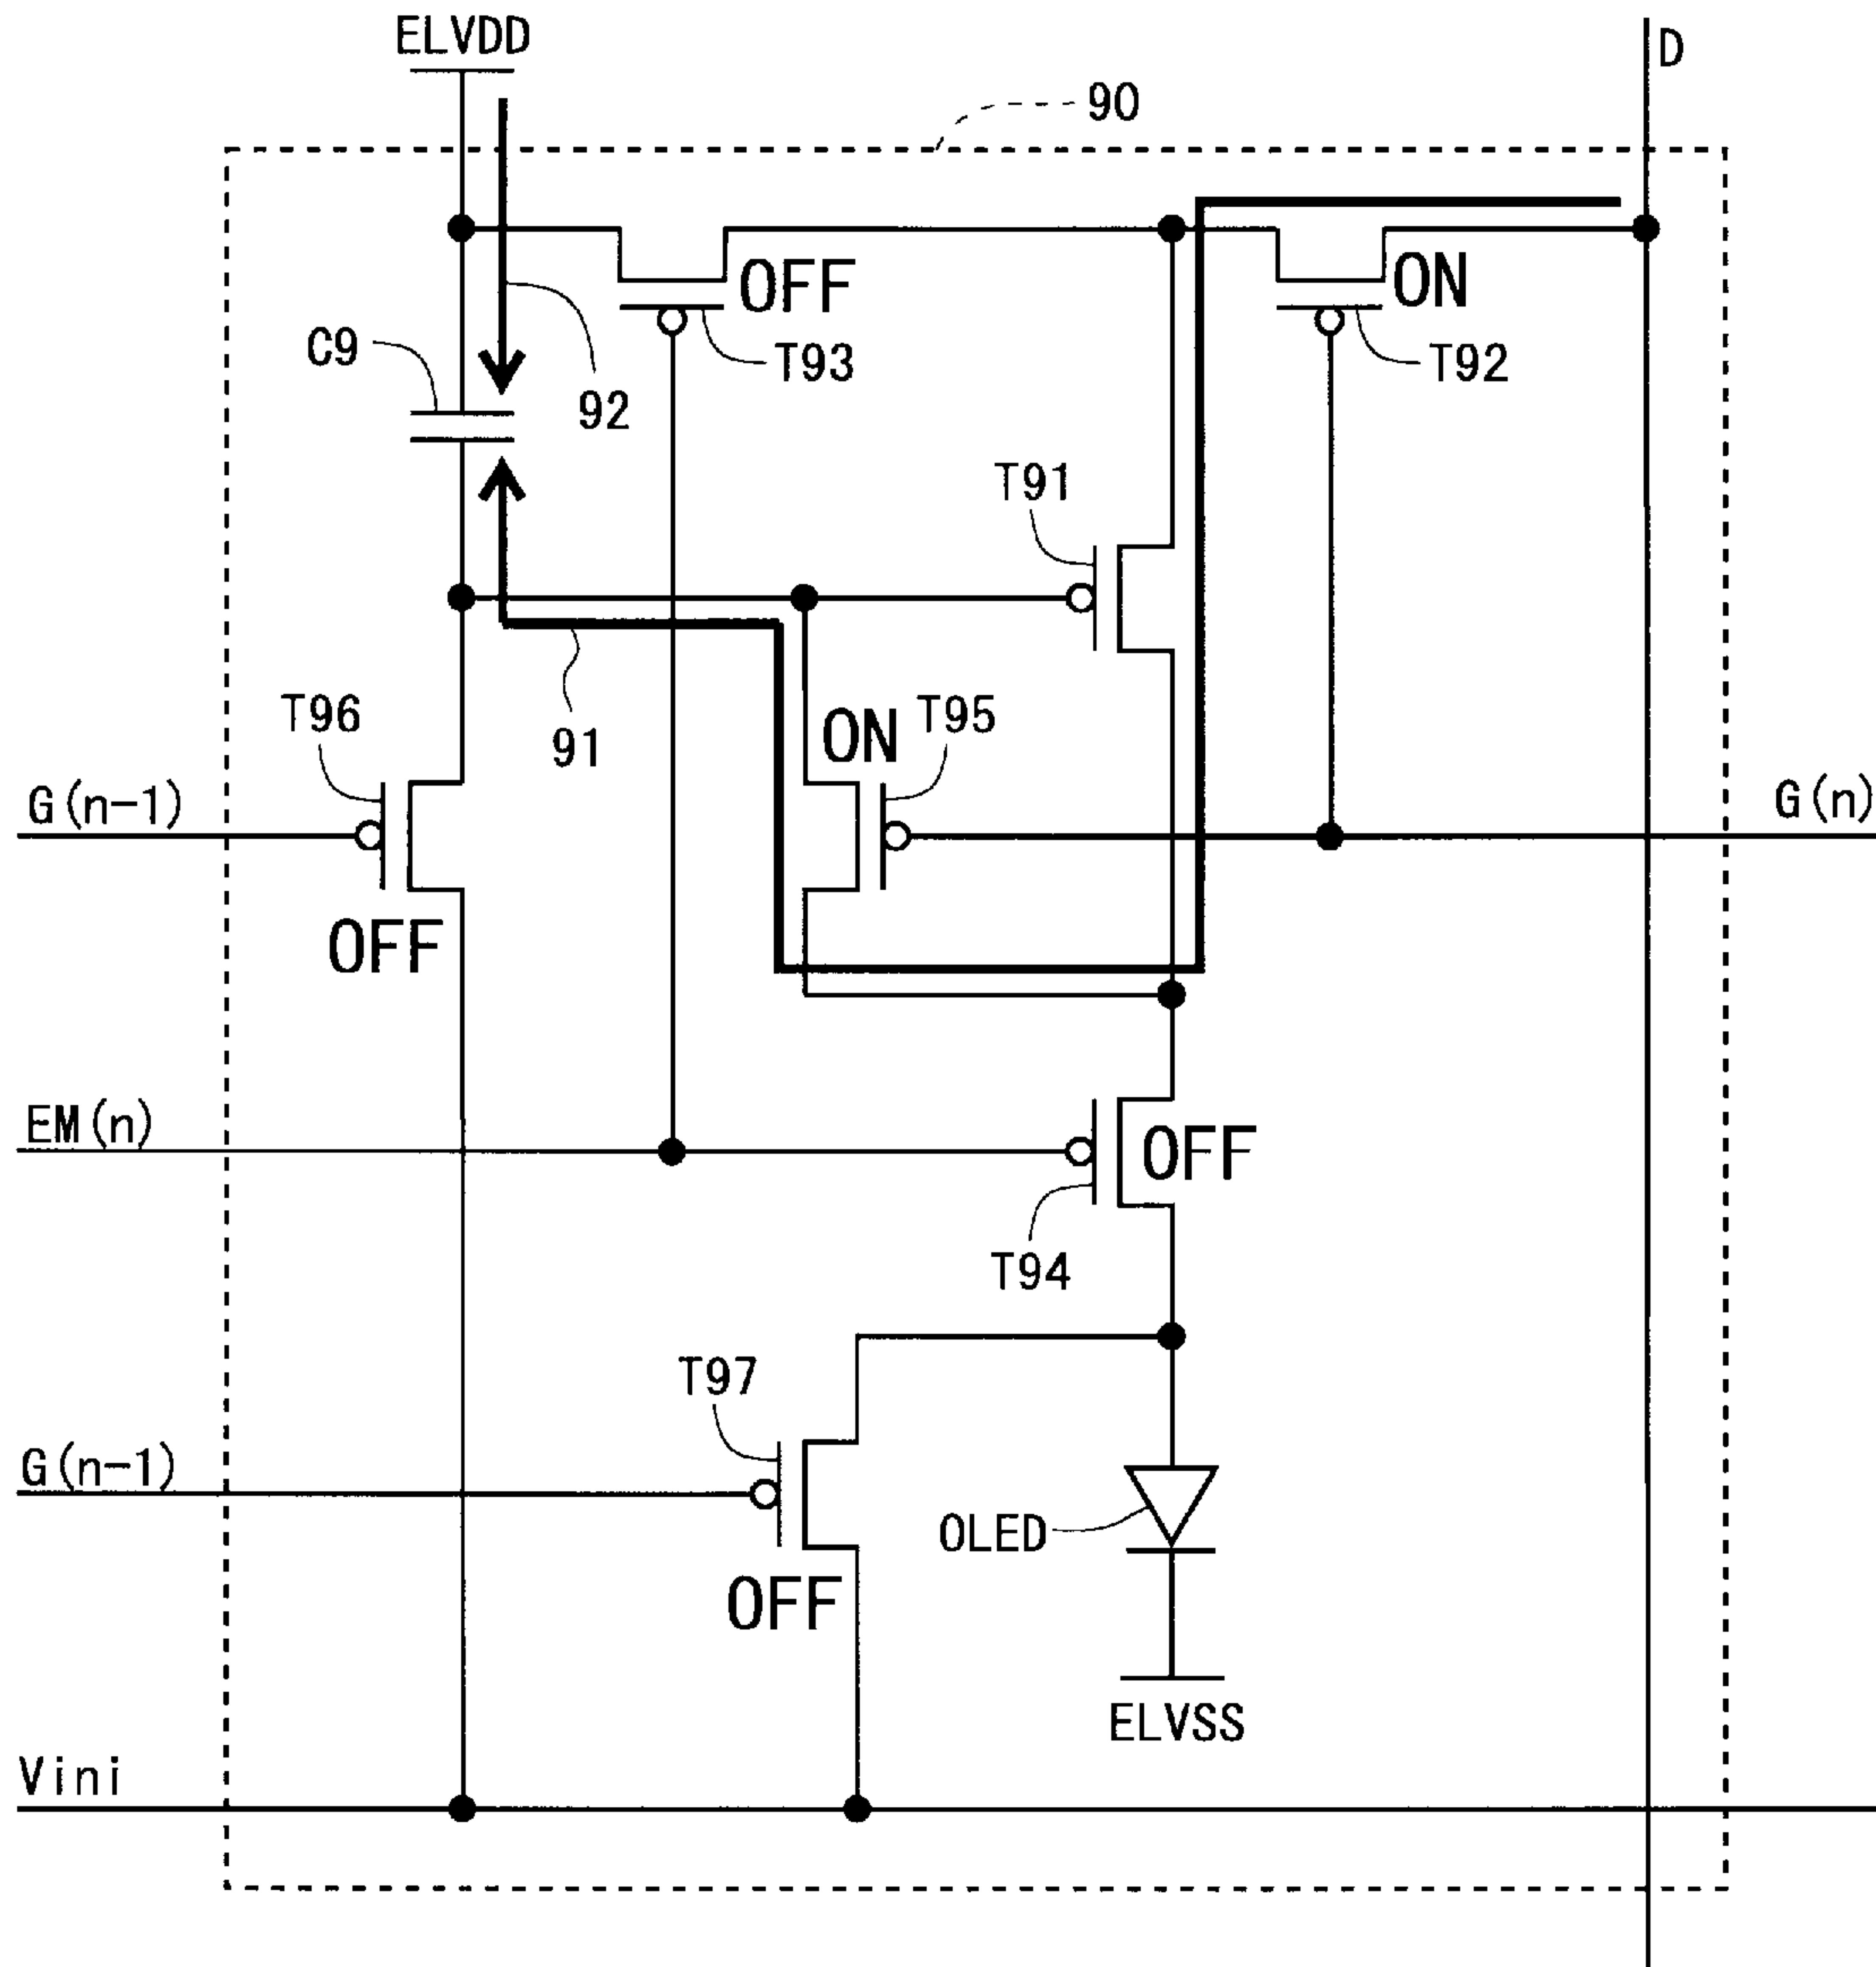 ELVDD
D
90
OFF
ON
C9
T93
T92
92
T91
T96
ON
T95
91
G(n-1)
G(n)
OFF
EM(n)
OFF
T94
T97
G(n-1)
OLED
OFF
ELVSS
Vini